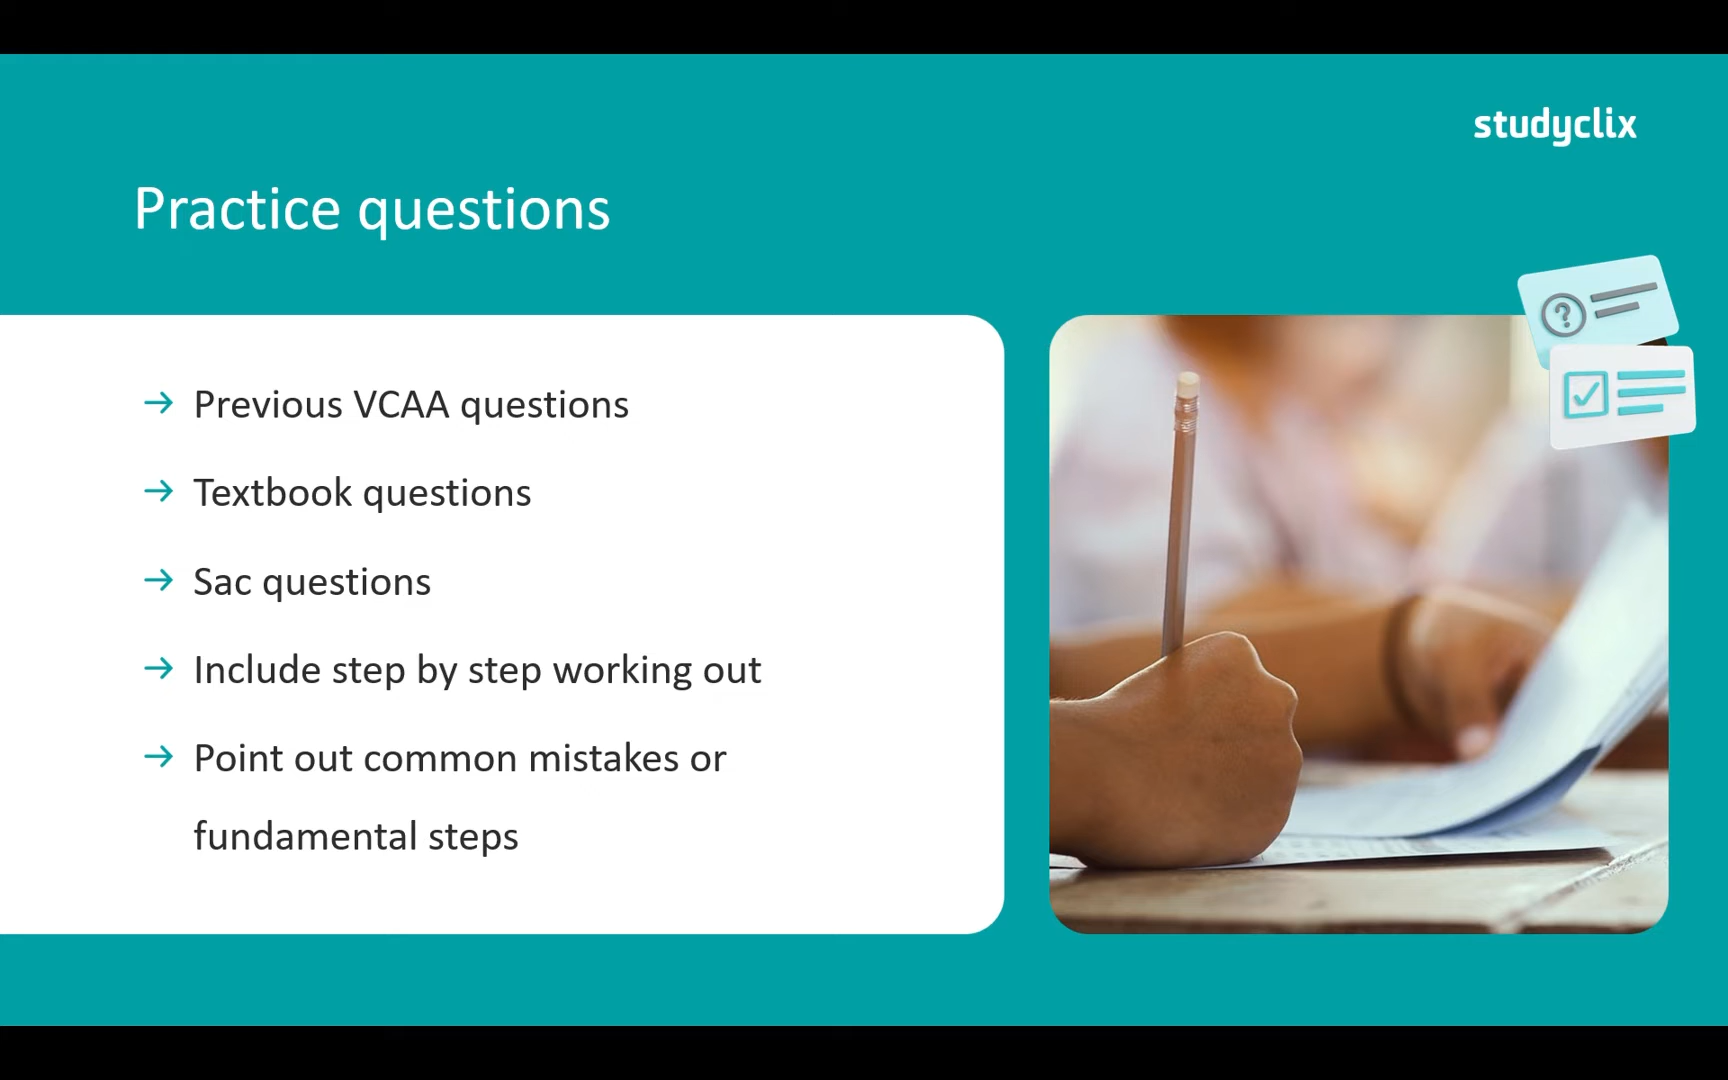 studyclix
Practice questions
→ Previous VCAA questions
→ Textbook questions
→ Sac questions
→ Include step by step working out
→ Point out common mistakes or
fundamental steps
?